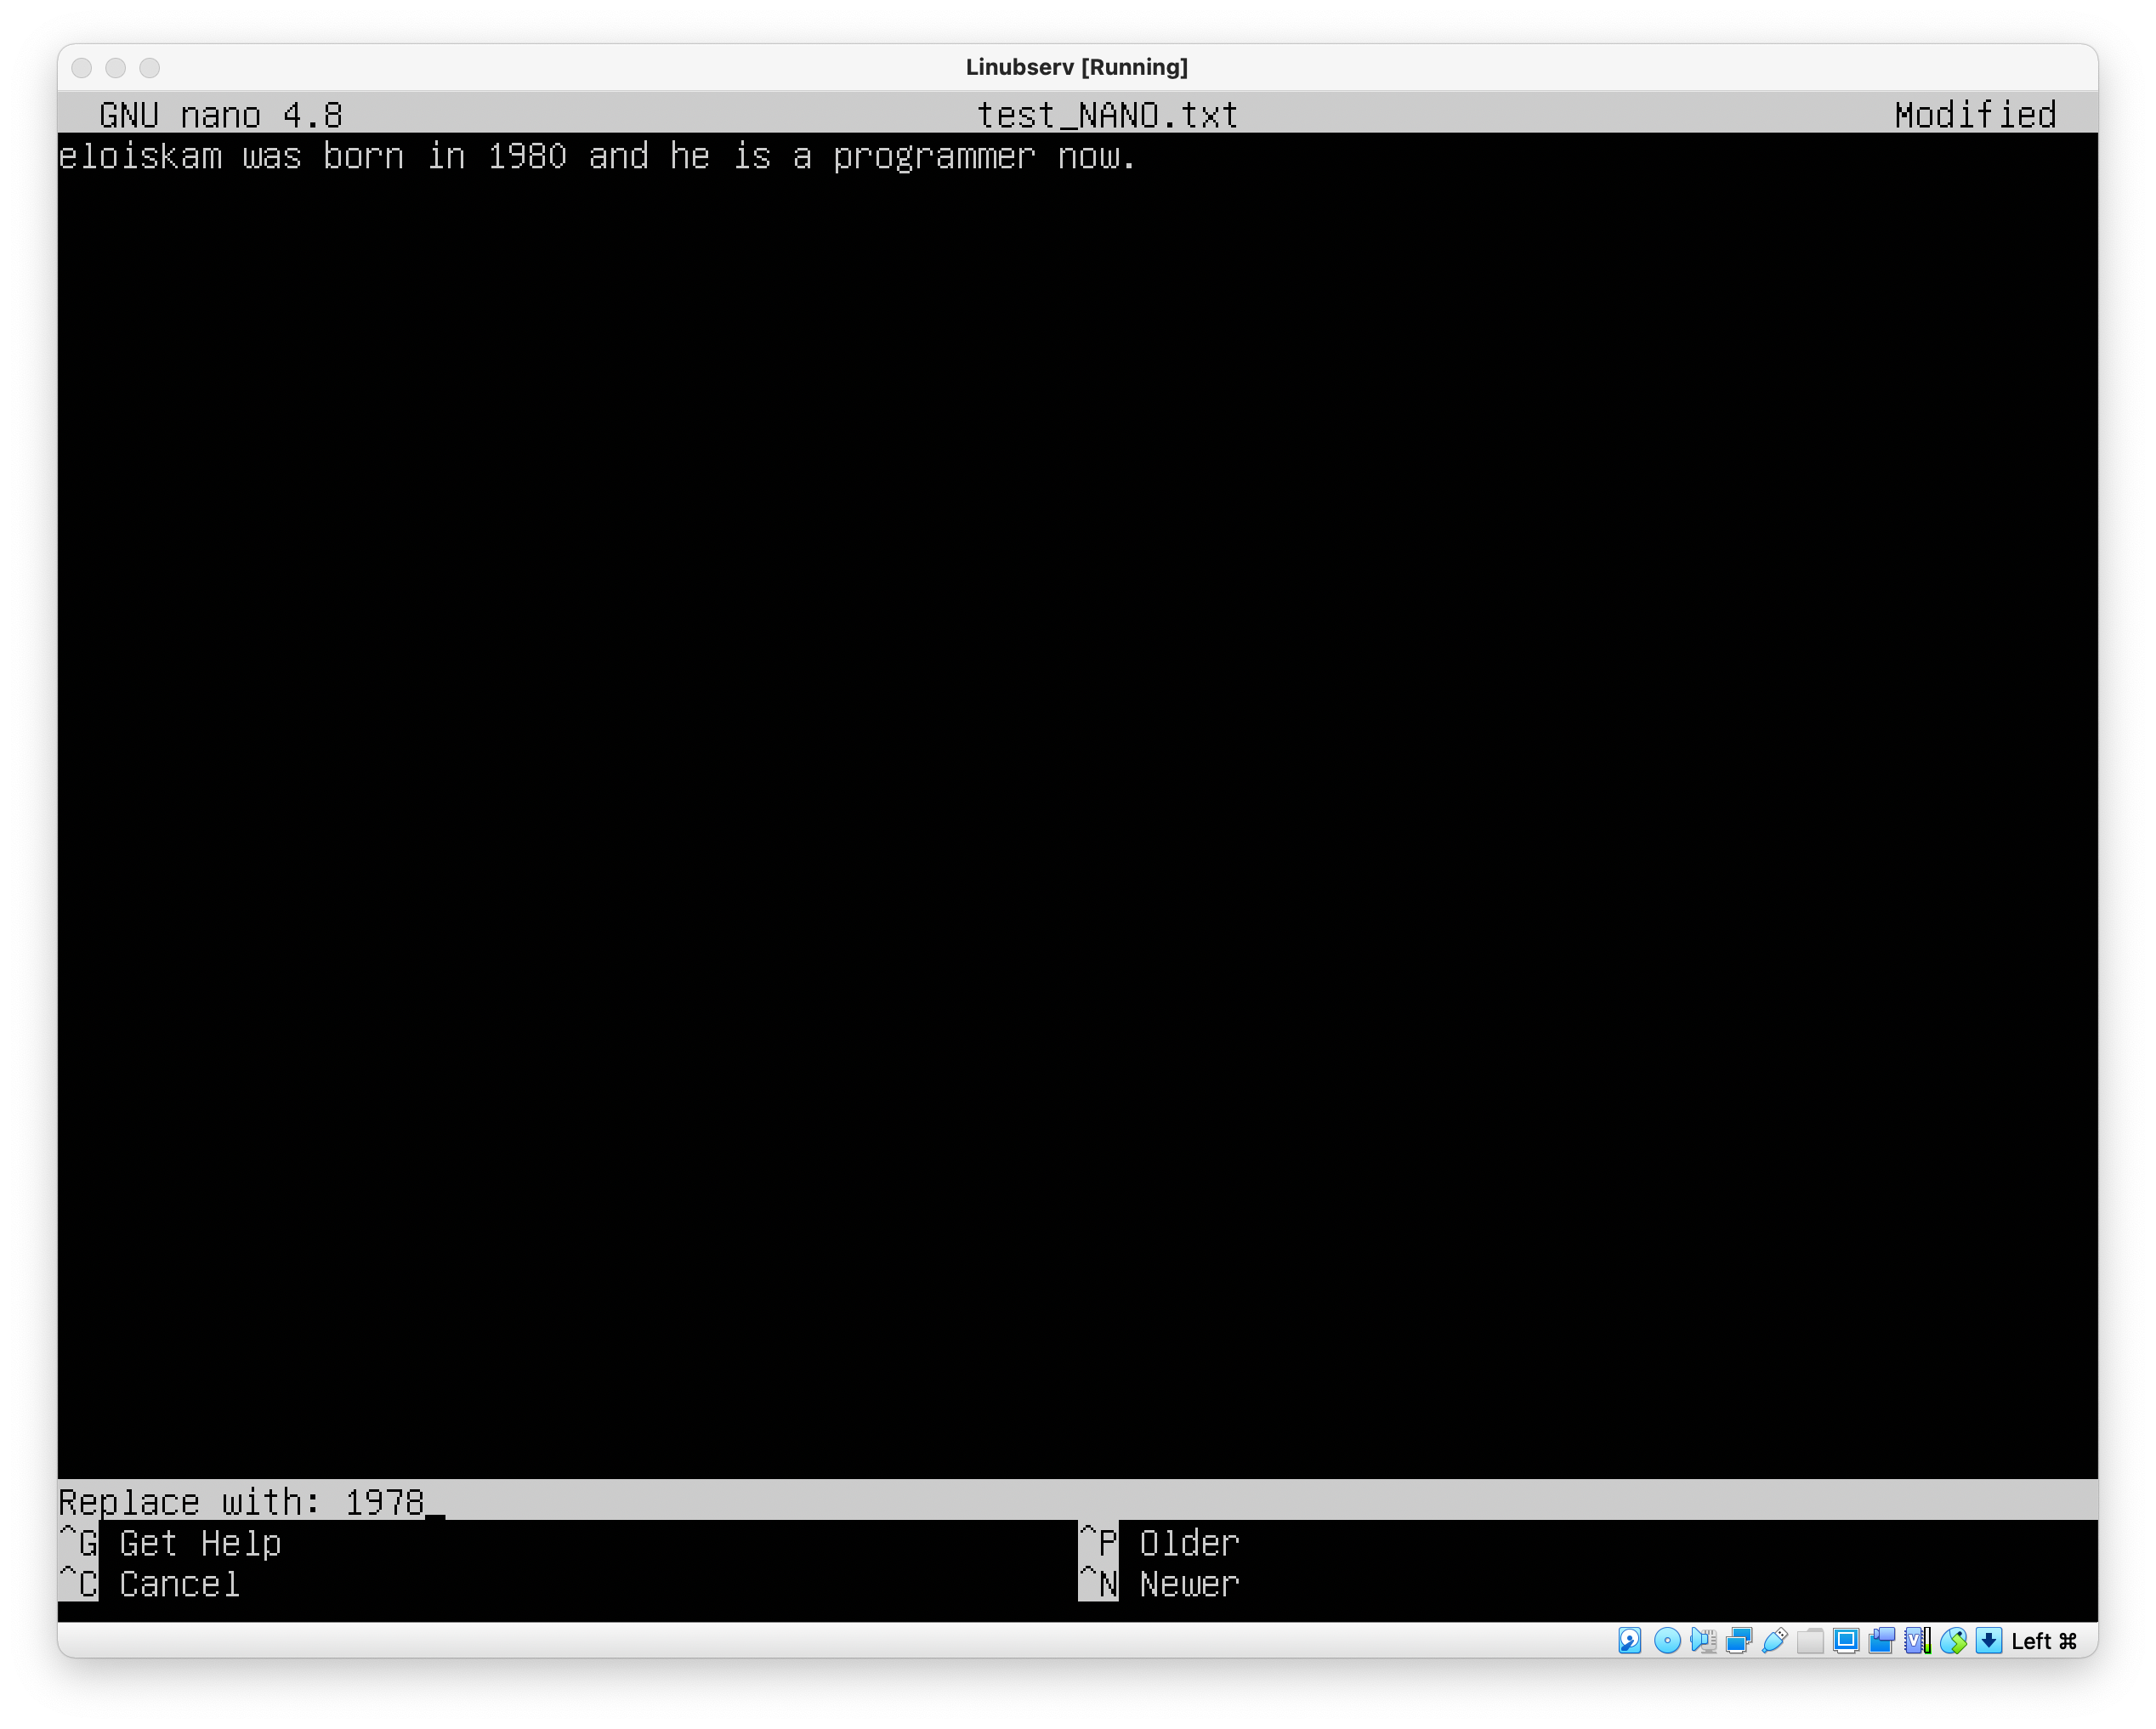 Linubserv [Running]
GNU nano 4.8 test_NANO.txt Modified
eloiskam was born in 1980 and he is a programmer now.
Replace with: 1978
^G Get Help ^P Older
^C Cancel ^N Newer
Left ⌘